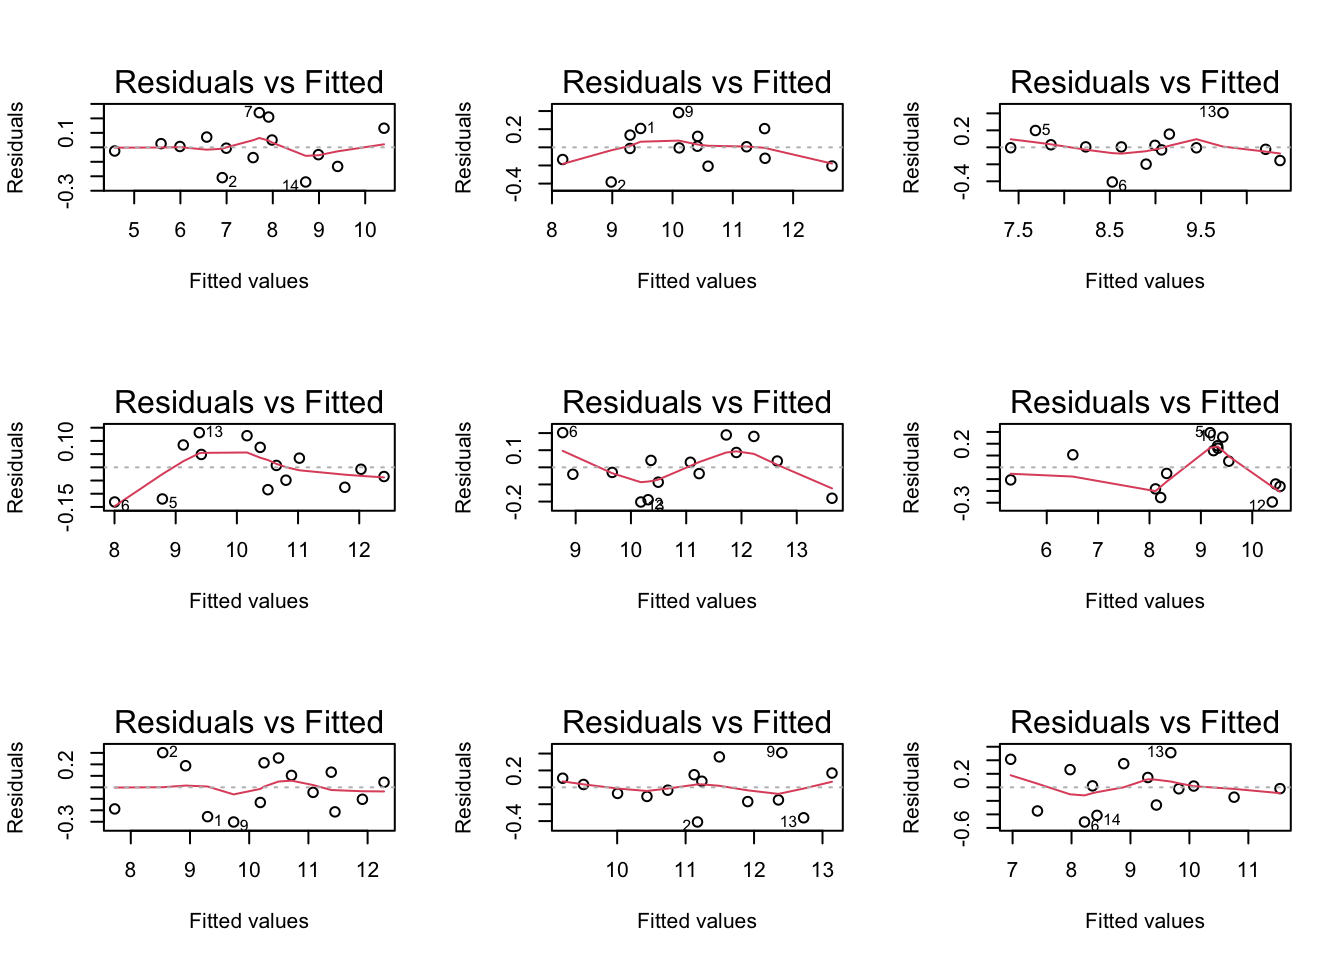 Residuals vs Fitted
Residuals
0.1
-0.3
7
2
14
5 6 7 8 9 10
Fitted values
Residuals vs Fitted
Residuals
0.2
-0.4
9
1
2
8 9 10 11 12
Fitted values
Residuals vs Fitted
Residuals
0.2
-0.4
13
5
6
7.5 8.5 9.5
Fitted values
Residuals vs Fitted
Residuals
0.10
-0.15
13
6
5
8 9 10 11 12
Fitted values
Residuals vs Fitted
Residuals
0.1
-0.2
6
9 10 11 12 13
Fitted values
Residuals vs Fitted
Residuals
0.2
-0.3
5
12
6 7 8 9 10
Fitted values
Residuals vs Fitted
Residuals
0.2
-0.3
2
1
9
8 9 10 11 12
Fitted values
Residuals vs Fitted
Residuals
0.2
-0.4
9
2
13
10 11 12 13
Fitted values
Residuals vs Fitted
Residuals
0.2
-0.6
13
6
14
7 8 9 10 11
Fitted values